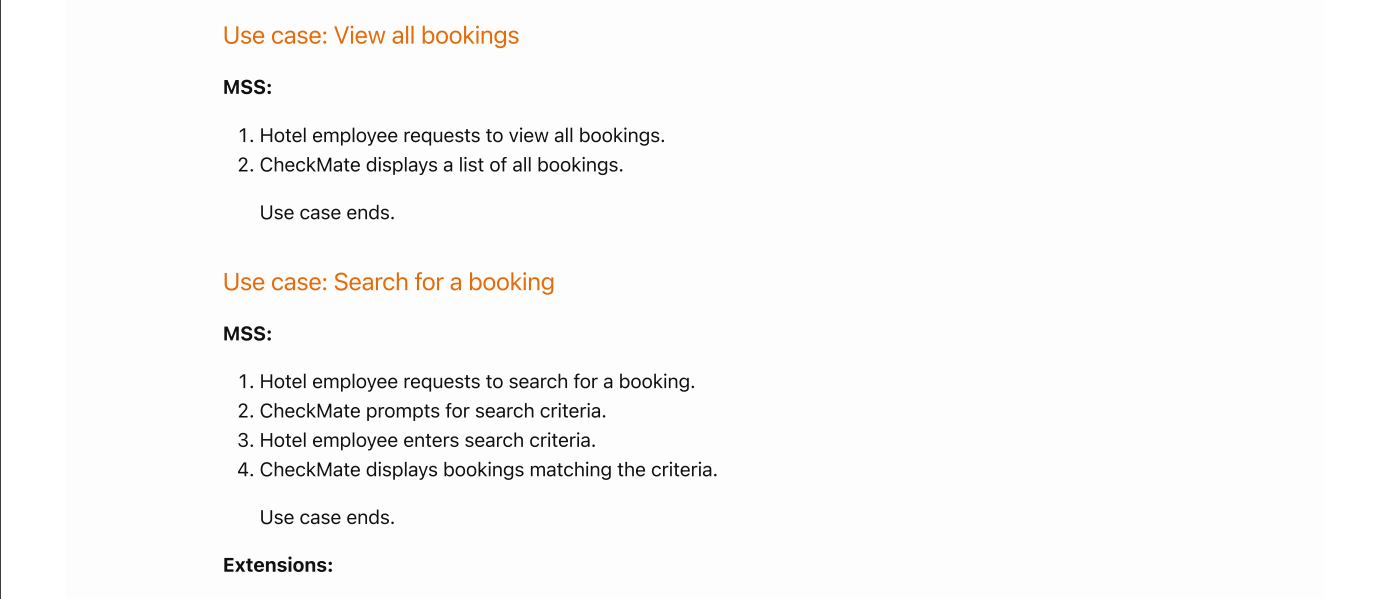 Use case: View all bookings
MSS:
1. Hotel employee requests to view all bookings.
2. CheckMate displays a list of all bookings.
Use case ends.
Use case: Search for a booking
MSS:
1. Hotel employee requests to search for a booking.
2. CheckMate prompts for search criteria.
3. Hotel employee enters search criteria.
4. CheckMate displays bookings matching the criteria.
Use case ends.
Extensions: